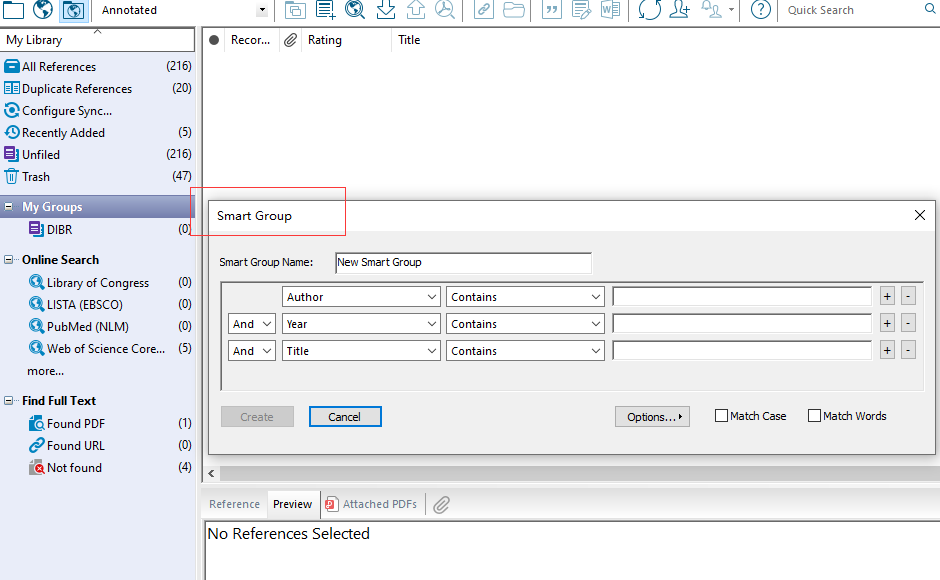 Annotated
Quick Search
My Library
Recor... Rating Title
All References (216)
Duplicate References (20)
Configure Sync...
Recently Added (5)
Unfiled (216)
Trash (47)
My Groups
DIBR (0)
Online Search
Library of Congress (0)
LISTA (EBSCO) (0)
PubMed (NLM) (0)
Web of Science Core... (5)
more...
Find Full Text
Found PDF (1)
Found URL (0)
Not found (4)
Smart Group
Smart Group Name: New Smart Group
Author Contains + -
And Year Contains + -
And Title Contains + -
Create Cancel Options... Match Case Match Words
Reference Preview Attached PDFs
No References Selected